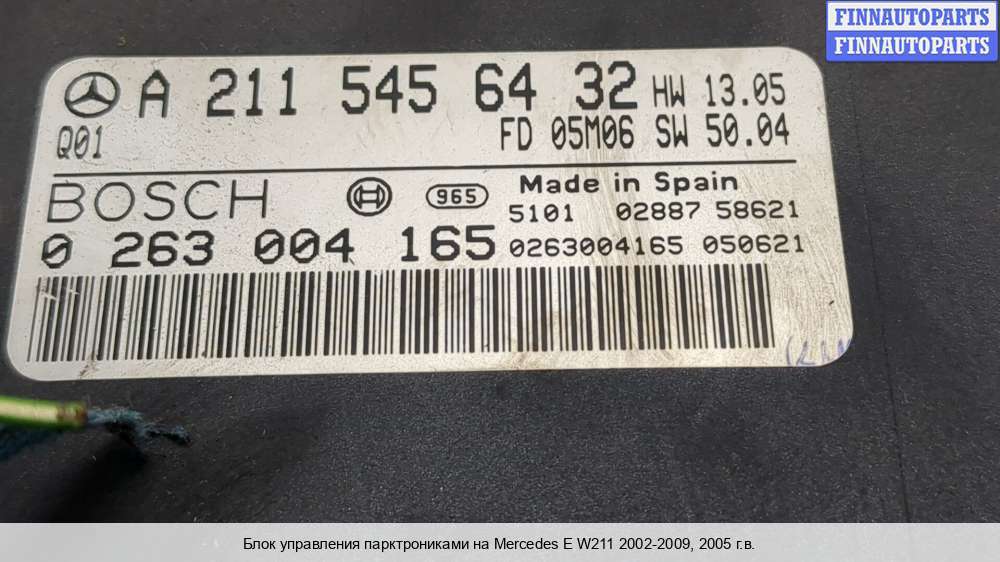 FINNAUTOPARTS
FINNAUTOPARTS
A 211 545 64 32 HW 13.05
Q01 FD 05M06 SW 50.04
BOSCH 965 Made in Spain
5101 02887 58621
0 263 004 165 0263004165 050621
Блок управления парктрониками на Mercedes E W211 2002-2009, 2005 г.в.